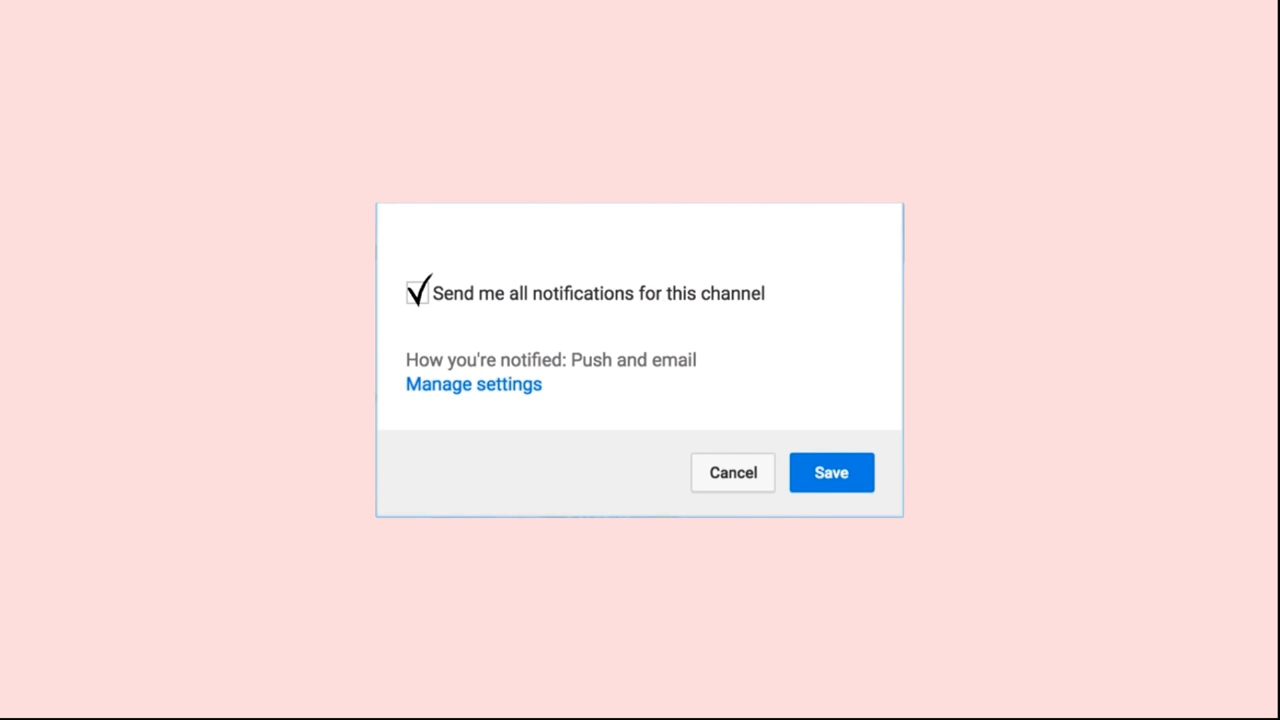 Send me all notifications for this channel
How you're notified: Push and email
Manage settings
Cancel
Save